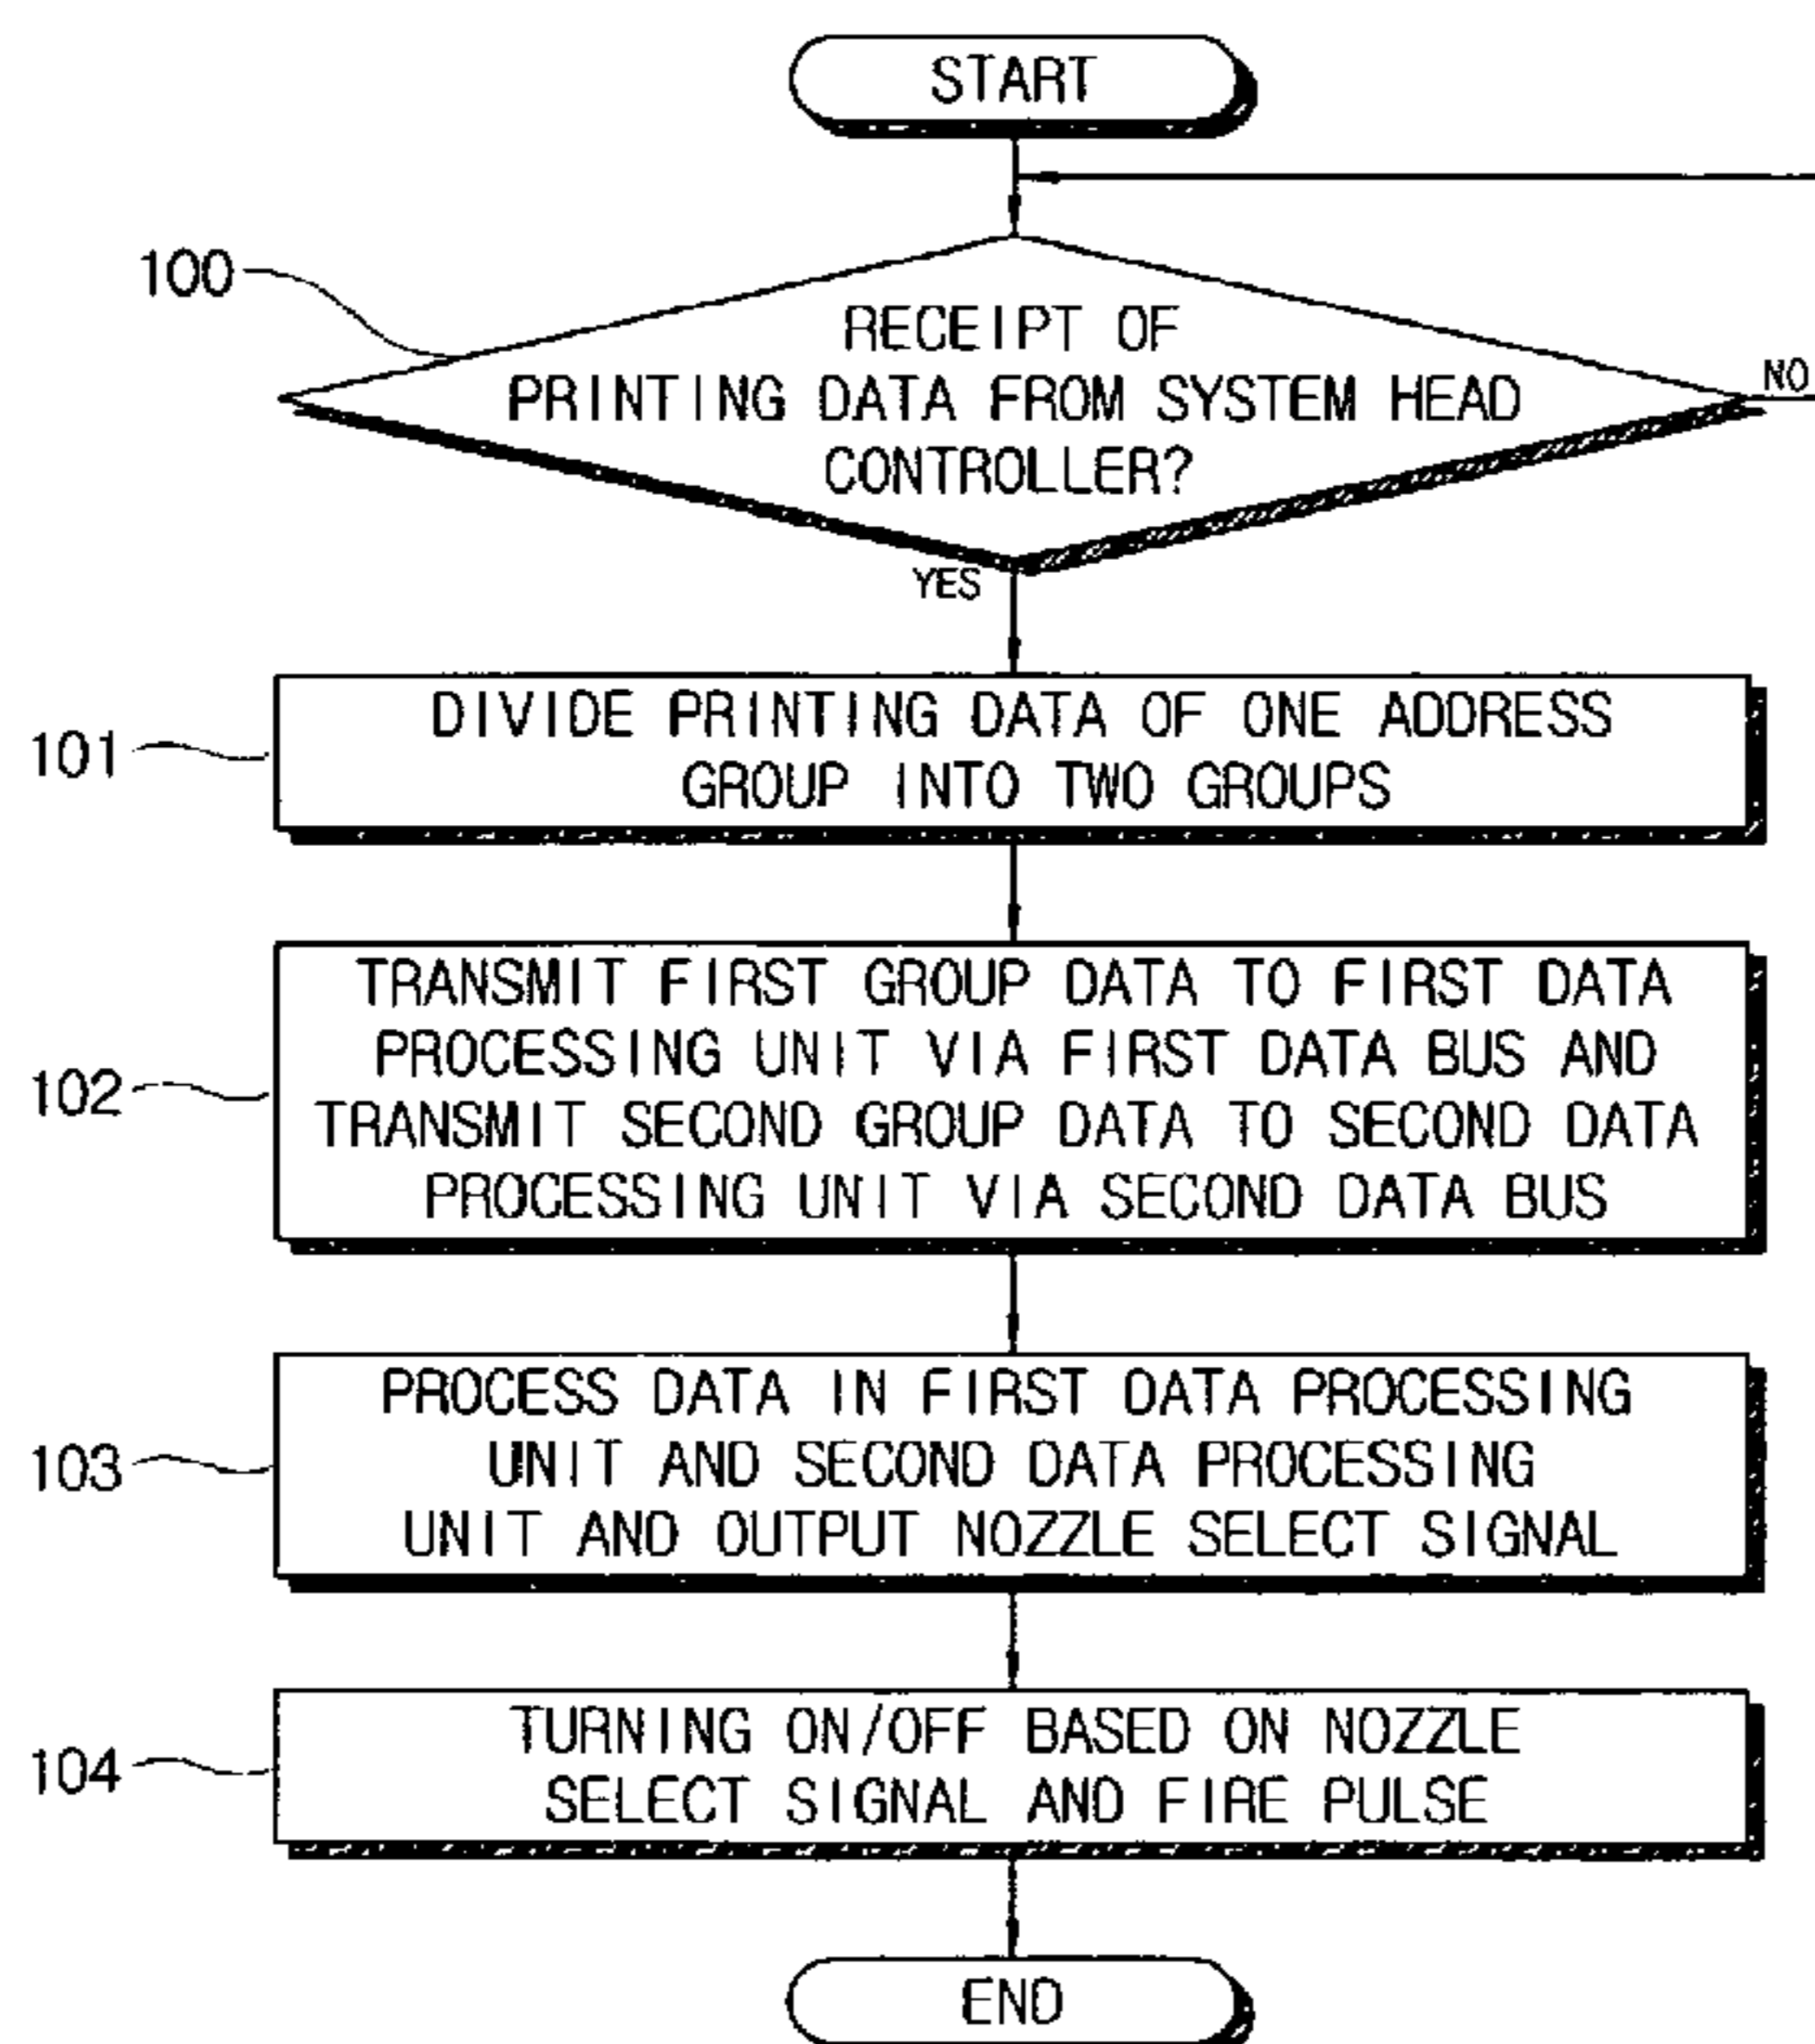 START
100
RECEIPT OF
PRINTING DATA FROM SYSTEM HEAD
CONTROLLER?
NO
YES
101
DIVIDE PRINTING DATA OF ONE ADDRESS
GROUP INTO TWO GROUPS
102
TRANSMIT FIRST GROUP DATA TO FIRST DATA
PROCESSING UNIT VIA FIRST DATA BUS AND
TRANSMIT SECOND GROUP DATA TO SECOND DATA
PROCESSING UNIT VIA SECOND DATA BUS
103
PROCESS DATA IN FIRST DATA PROCESSING
UNIT AND SECOND DATA PROCESSING
UNIT AND OUTPUT NOZZLE SELECT SIGNAL
104
TURNING ON/OFF BASED ON NOZZLE
SELECT SIGNAL AND FIRE PULSE
END